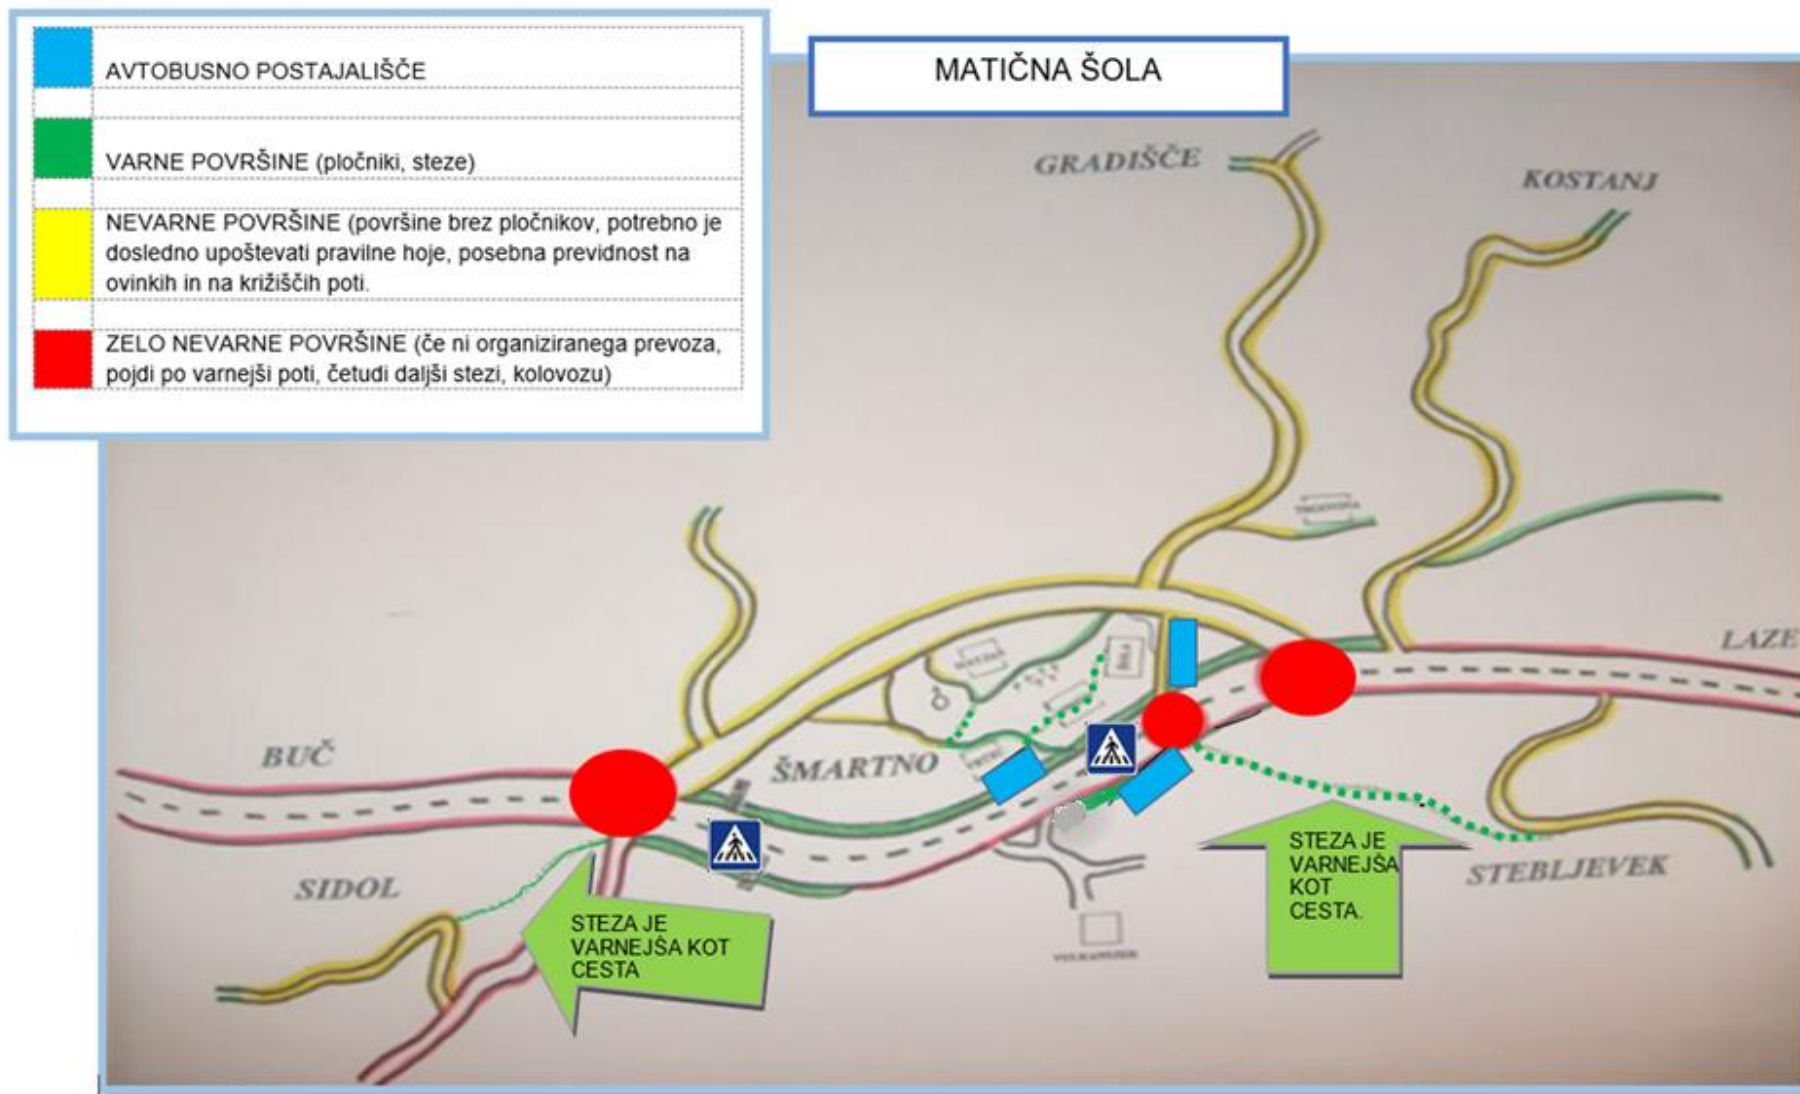 AVTOBUSNO POSTAJALIŠČE
VARNE POVRŠINE (pločniki, steze)
NEVARNE POVRŠINE (površine brez pločnikov, potrebno je
dosledno upoštevati pravilne hoje, posebna previdnost na
ovinkih in na križiščih poti.
ZELO NEVARNE POVRŠINE (če ni organiziranega prevoza,
pojdi po varnejši poti, četudi daljši stezi, kolovozu)
MATIČNA ŠOLA
GRADIŠČE
KOSTANJ
LAZE
ŠOLA
BUČ
ŠMARTNO
SIDOL
STEBLJEVEK
STEZA JE
VARNEJŠA KOT
CESTA
STEZA JE
VARNEJŠA
KOT
CESTA.